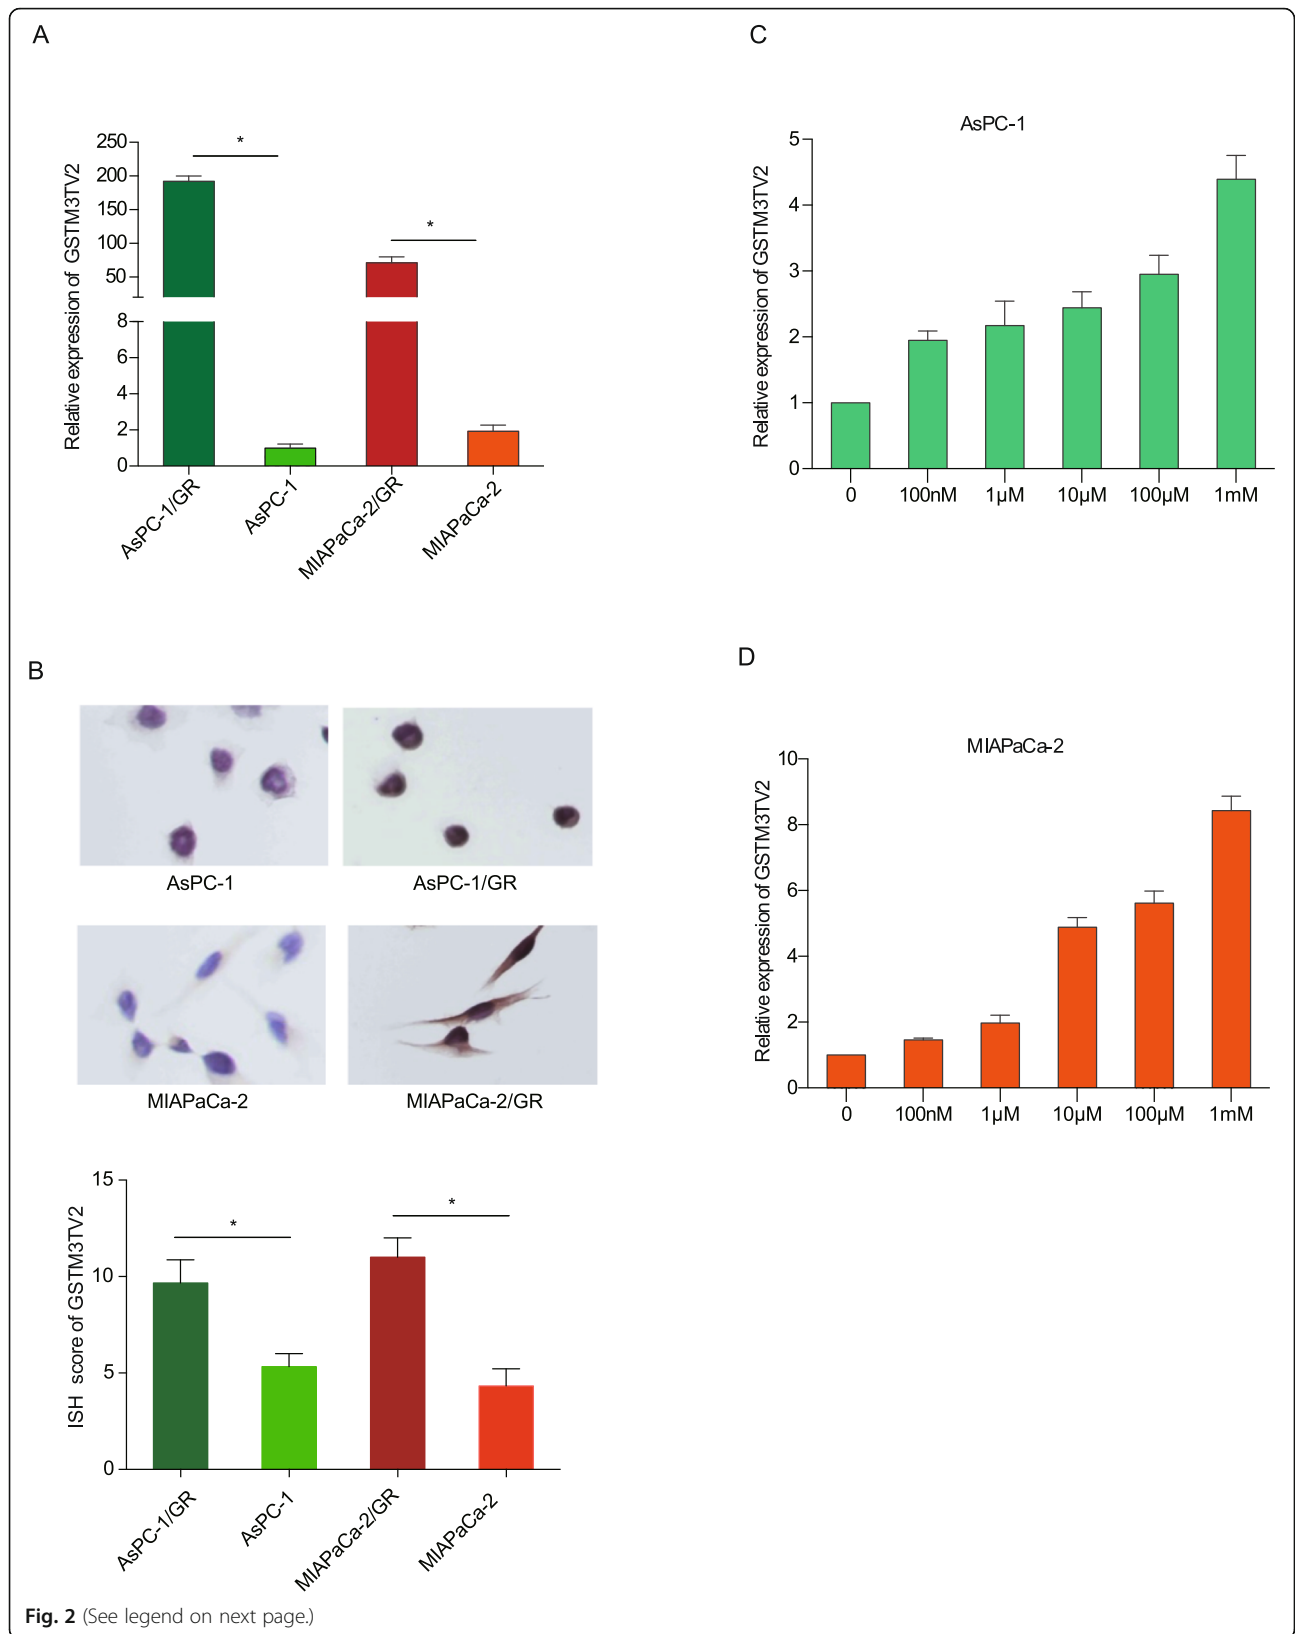 A
Relative expression of GSTM3TV2
250
200
150
100
50
8
6
4
2
0
*
*
AsPC-1/GR
AsPC-1
MIAPaCa-2/GR
MIAPaCa-2
B
AsPC-1
AsPC-1/GR
MIAPaCa-2
MIAPaCa-2/GR
ISH score of GSTM3TV2
15
10
5
0
*
*
AsPC-1/GR
AsPC-1
MIAPaCa-2/GR
MIAPaCa-2
C
AsPC-1
Relative expression of GSTM3TV2
5
4
3
2
1
0
0 100nM 1µM 10µM 100µM 1mM
D
MIAPaCa-2
Relative expression of GSTM3TV2
10
8
6
4
2
0
0 100nM 1µM 10µM 100µM 1mM
Fig. 2 (See legend on next page.)